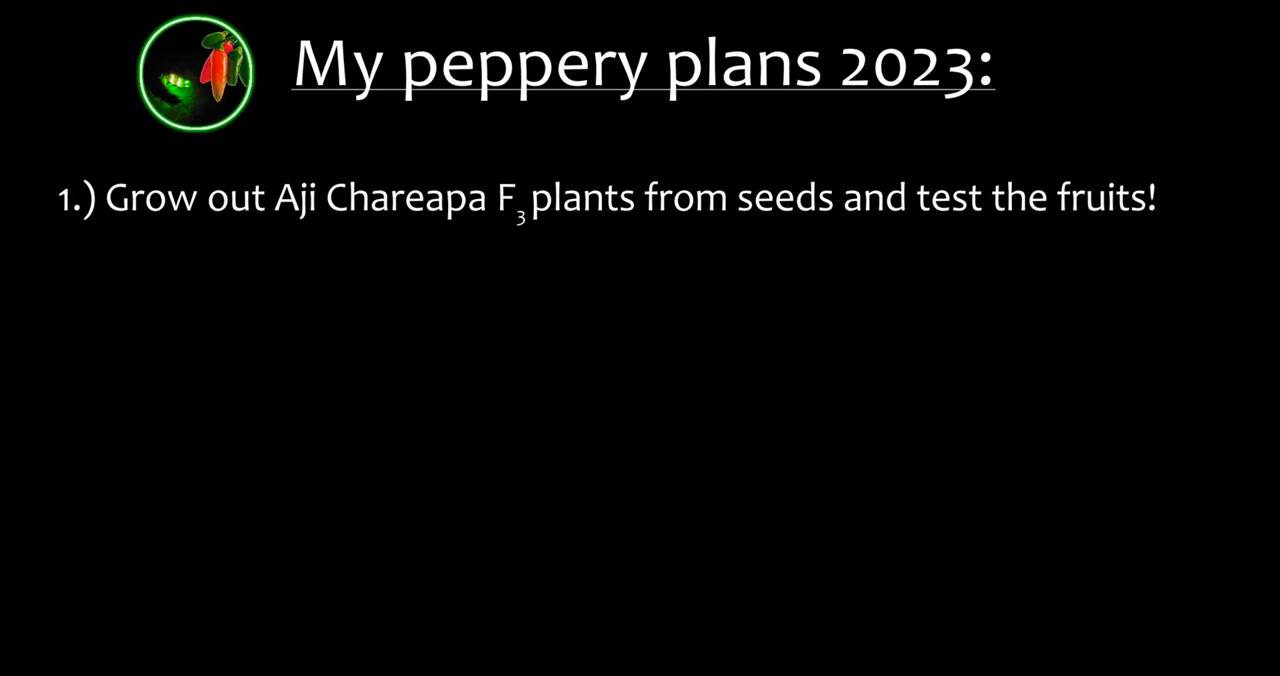 My peppery plans 2023:
1.) Grow out Aji Chareapa F₃ plants from seeds and test the fruits!